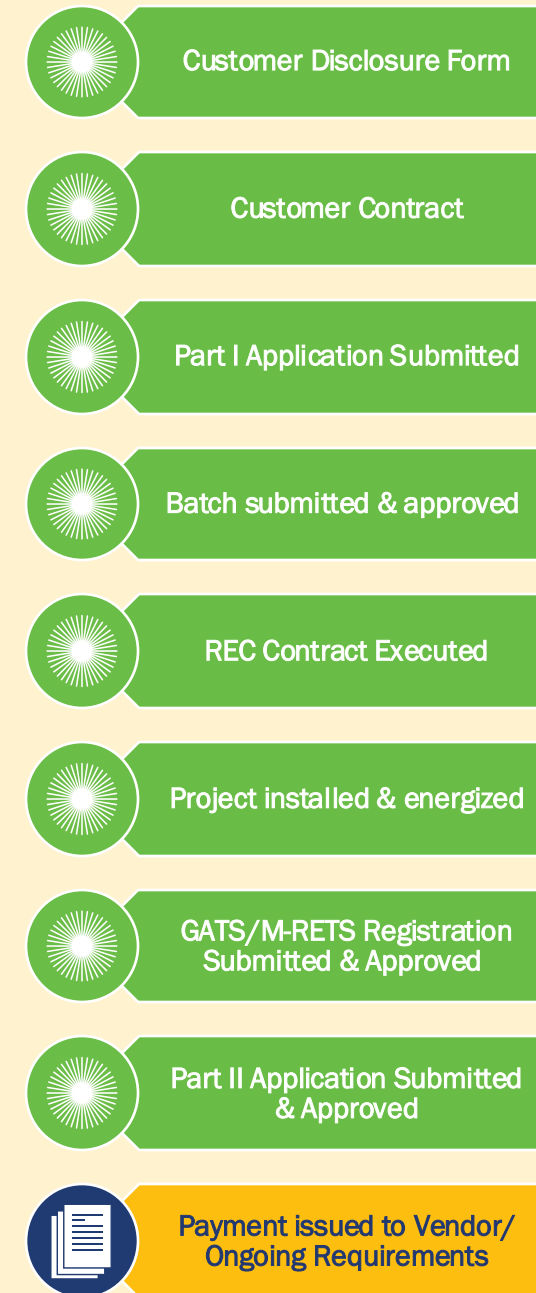 Customer Disclosure Form
Customer Contract
Part I Application Submitted
Batch submitted & approved
REC Contract Executed
Project installed & energized
GATS/M-RETS Registration
Submitted & Approved
Part II Application Submitted
& Approved
Payment issued to Vendor/
Ongoing Requirements